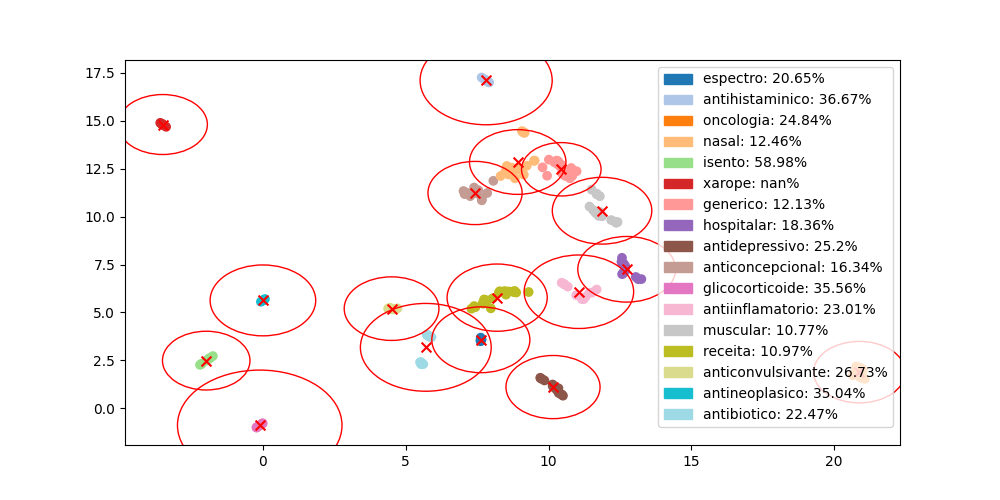 17.5
15.0
12.5
10.0
7.5
5.0
2.5
0.0
0
5
10
15
20
espectro: 20.65%
antihistaminico: 36.67%
oncologia: 24.84%
nasal: 12.46%
isento: 58.98%
xarope: nan%
generico: 12.13%
hospitalar: 18.36%
antidepressivo: 25.2%
anticoncepcional: 16.34%
glicocorticoide: 35.56%
antiinflamatorio: 23.01%
muscular: 10.77%
receita: 10.97%
anticonvulsivante: 26.73%
antineoplasico: 35.04%
antibiotico: 22.47%